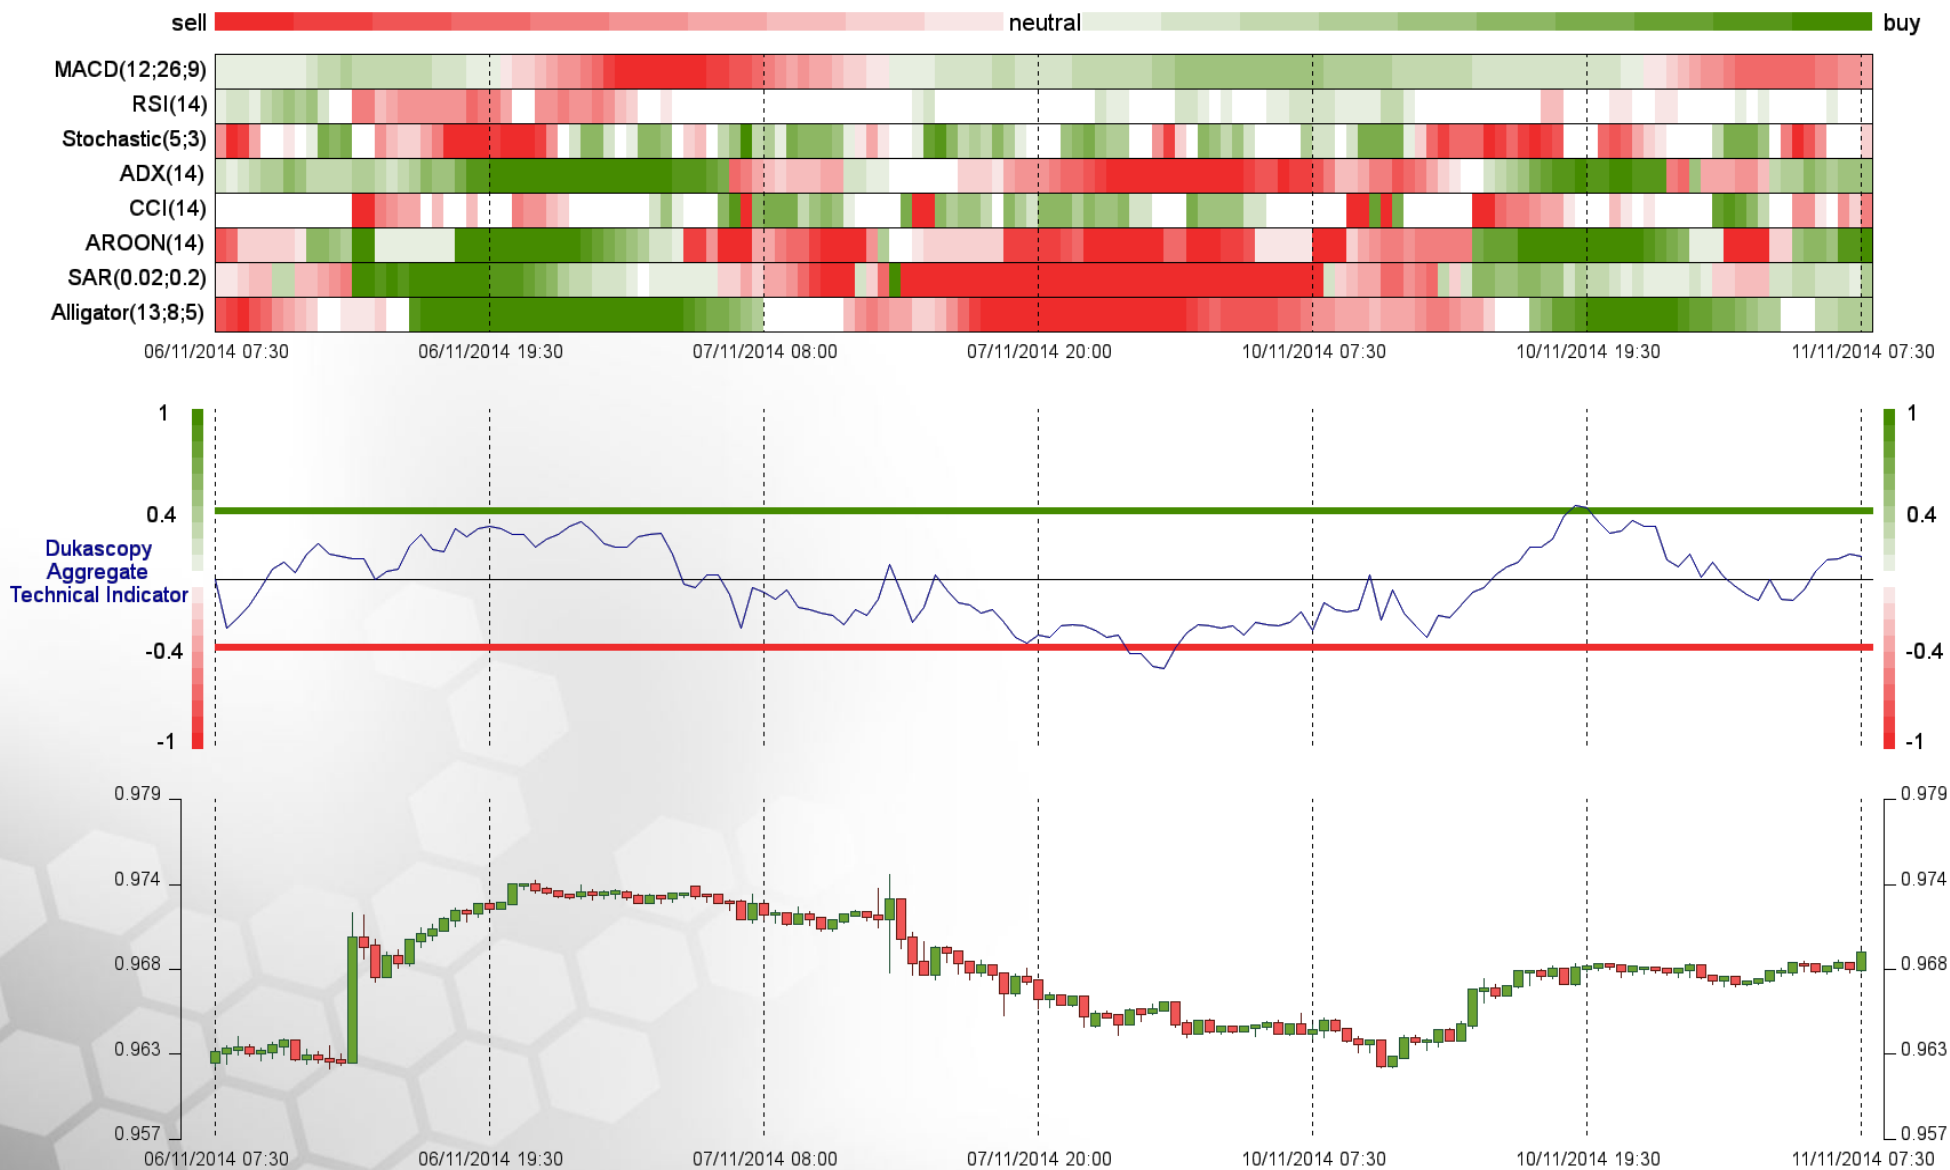 sell neutral buy
MACD(12;26;9)
RSI(14)
Stochastic(5;3)
ADX(14)
CCI(14)
AROON(14)
SAR(0.02;0.2)
Alligator(13;8;5)
06/11/2014 07:30 06/11/2014 19:30 07/11/2014 08:00 07/11/2014 20:00 10/11/2014 07:30 10/11/2014 19:30 11/11/2014 07:30
1 1
0.4 0.4
Dukascopy
Aggregate
Technical Indicator
-0.4 -0.4
-1 -1
0.979 0.979
0.974 0.974
0.968 0.968
0.963 0.963
0.957 0.957
06/11/2014 07:30 06/11/2014 19:30 07/11/2014 08:00 07/11/2014 20:00 10/11/2014 07:30 10/11/2014 19:30 11/11/2014 07:30